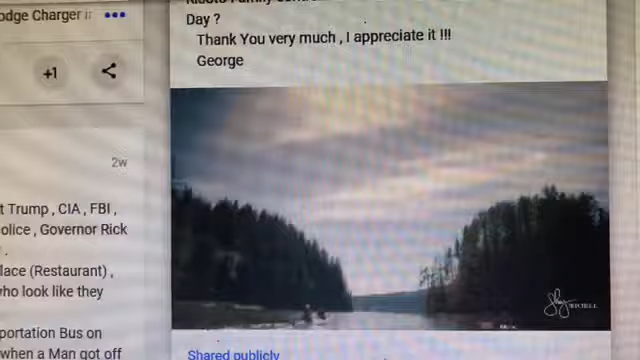 Day ?
Thank You very much , I appreciate it !!!
George
Shared publicly
odge Charger
+1
2w
t Trump , CIA , FBI ,
olice , Governor Rick
lace (Restaurant) ,
who look like they
portation Bus on
when a Man got off